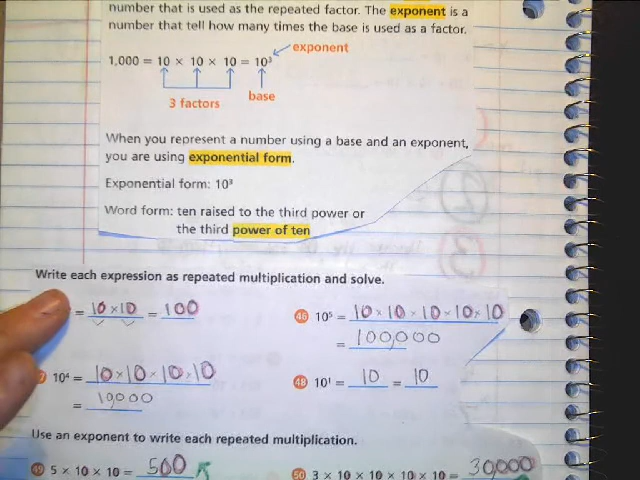 number that is used as the repeated factor. The exponent is a
number that tell how many times the base is used as a factor.
exponent
1,000 = 10 × 10 × 10 = 10³
3 factors
base
When you represent a number using a base and an exponent,
you are using exponential form.
Exponential form: 10³
Word form: ten raised to the third power or
the third power of ten
Write each expression as repeated multiplication and solve.
= 10 × 10 = 100
46 10⁵ = 10 × 10 × 10 × 10 × 10
= 100,000
10⁴ = 10 × 10 × 10 × 10
= 10,000
48 10¹ = 10 = 10
Use an exponent to write each repeated multiplication.
49 5 × 10 × 10 = 500
50 3 × 10 × 10 × 10 × 10 = 30,000